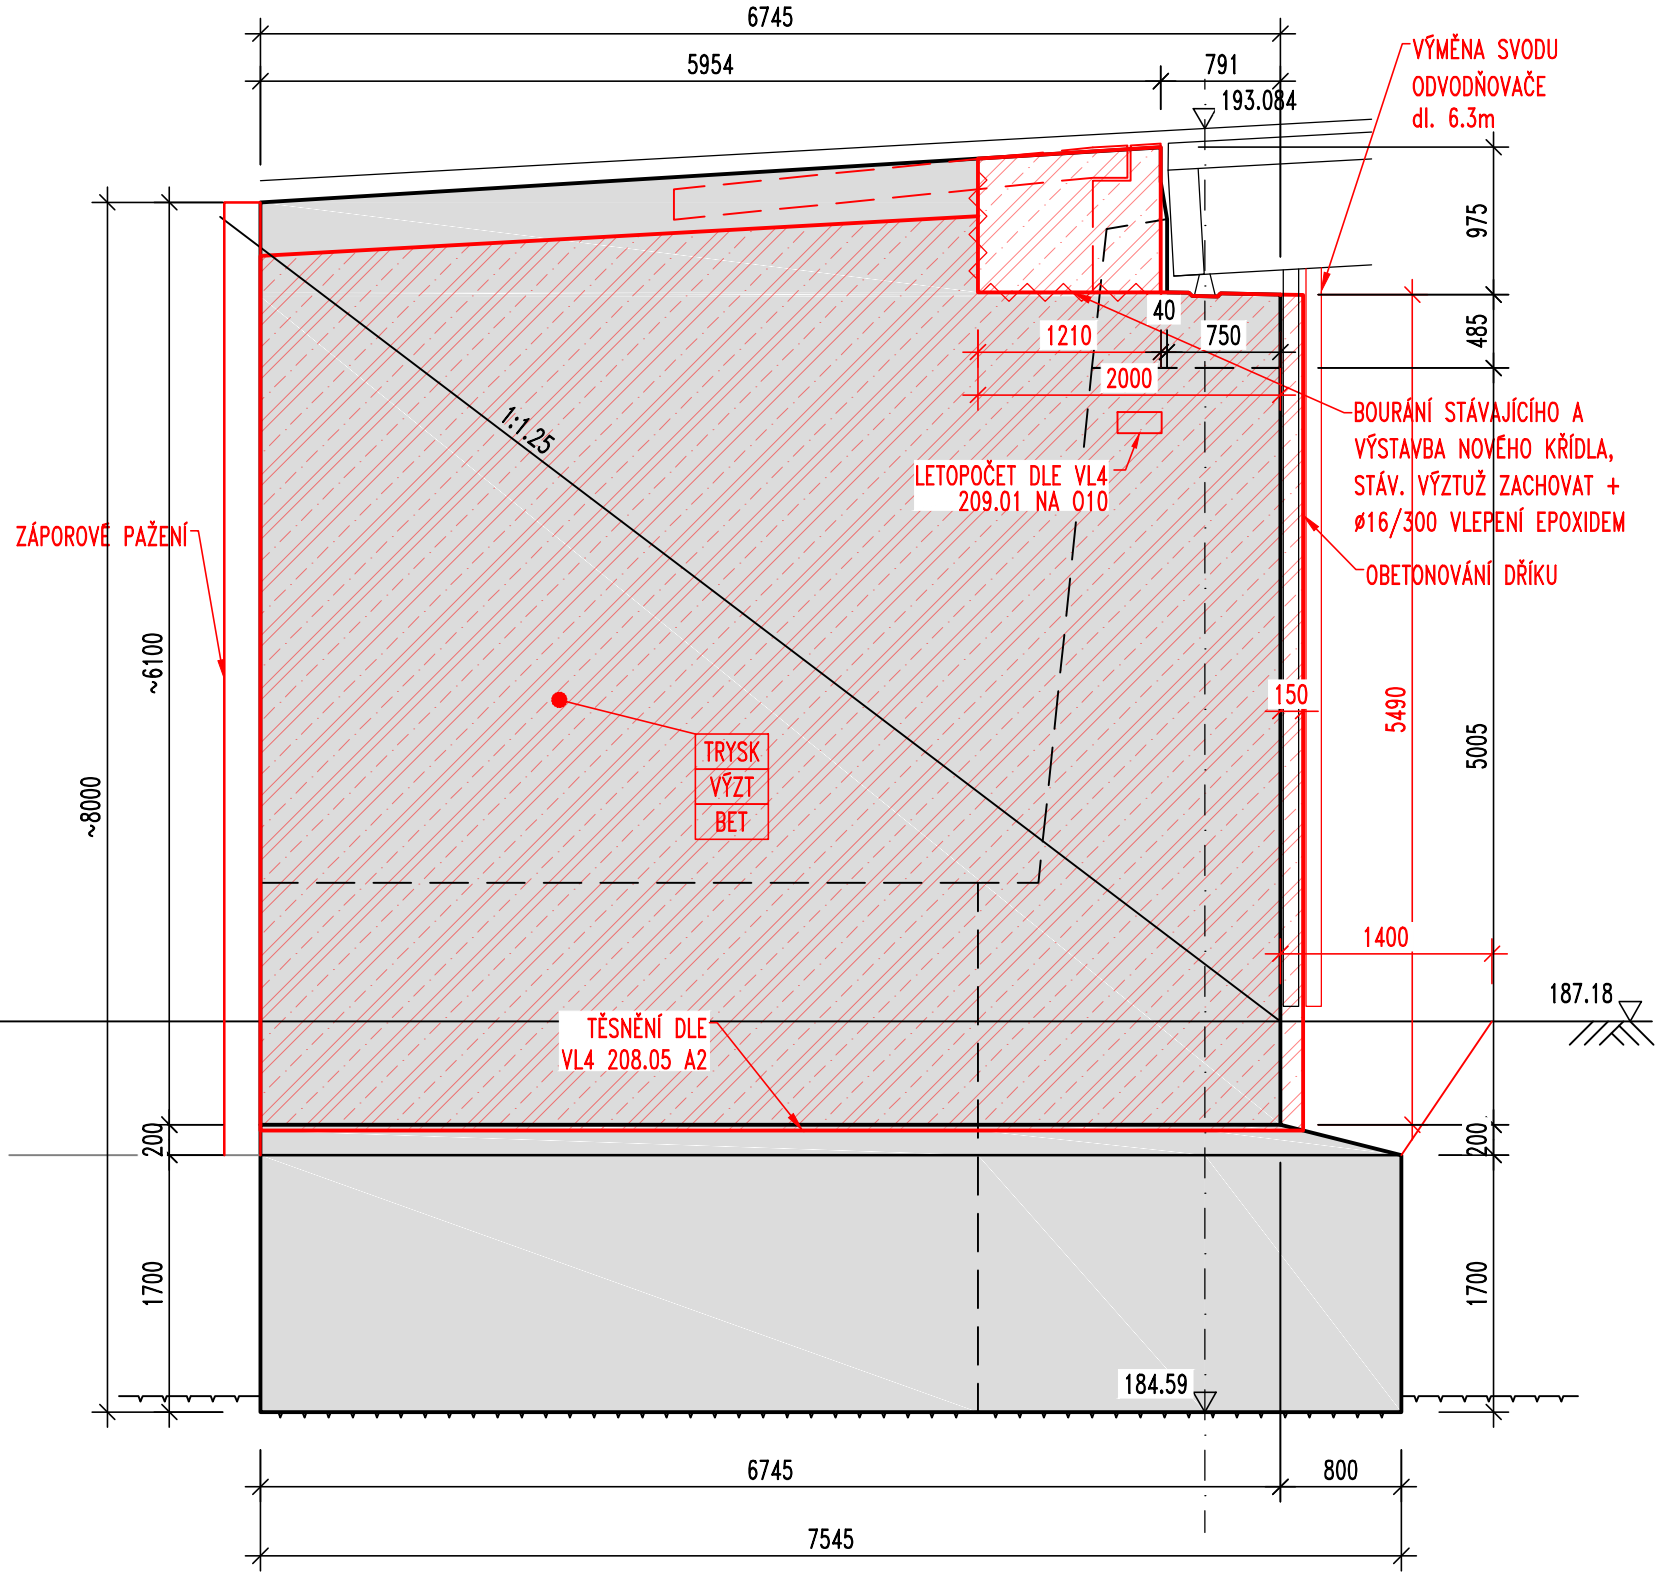 6745
5954
791
193.084
VÝMĚNA SVODU
ODVODŇOVAČE
dl. 6.3m
975
485
40
1210
750
2000
1:1.25
LETOPOČET DLE VL4
209.01 NA O10
BOURÁNÍ STÁVAJÍCÍHO A
VÝSTAVBA NOVÉHO KŘÍDLA,
STÁV. VÝZTUŽ ZACHOVAT +
ø16/300 VLEPENÍ EPOXIDEM
OBETONOVÁNÍ DŘÍKU
ZÁPOROVÉ PAŽENÍ
~6100
~8000
150
5490
5005
TRYSK
VÝZT
BET
1400
187.18
TĚSNĚNÍ DLE
VL4 208.05 A2
200
200
1700
1700
184.59
6745
800
7545